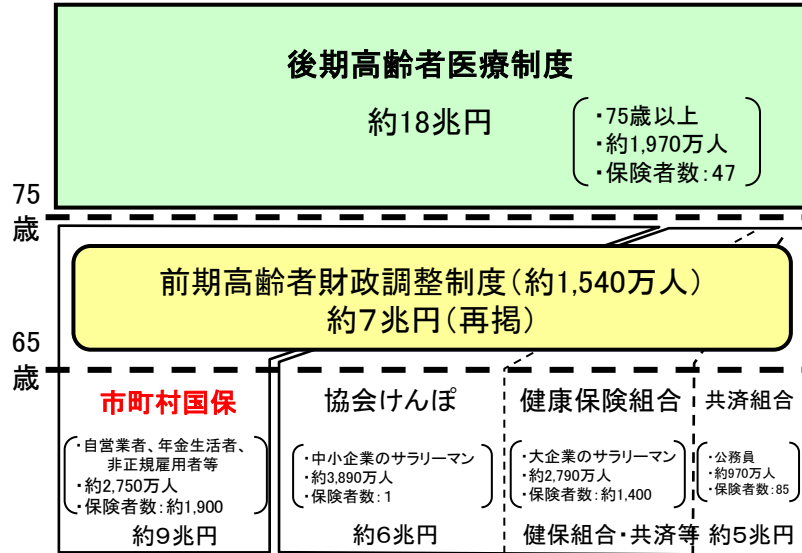 後期高齢者医療制度
約18兆円
・75歳以上
・約1,970万人
・保険者数：47
75
歳
前期高齢者財政調整制度（約1,540万人）
約７兆円（再掲）
65
歳
市町村国保
・自営業者、年金生活者、
非正規雇用者等
・約2,750万人
・保険者数：約1,900
約９兆円
協会けんぽ
・中小企業のサラリーマン
・約3,890万人
・保険者数：1
約６兆円
健康保険組合
・大企業のサラリーマン
・約2,790万人
・保険者数：約1,400
共済組合
・公務員
・約970万人
・保険者数：85
健保組合・共済等 約５兆円